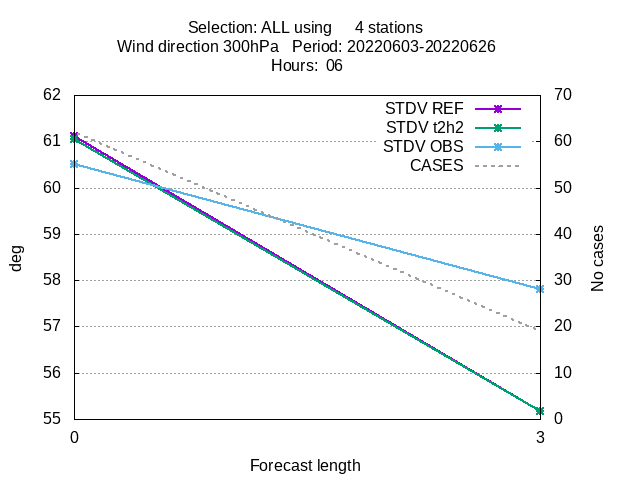 Selection: ALL using     4 stations
Wind direction 300hPa   Period: 20220603-20220626
Hours:  06
62
61
60
59
58
57
56
55
70
60
50
40
30
20
10
0
STDV REF
STDV t2h2
STDV OBS
CASES
deg
No cases
0
3
Forecast length